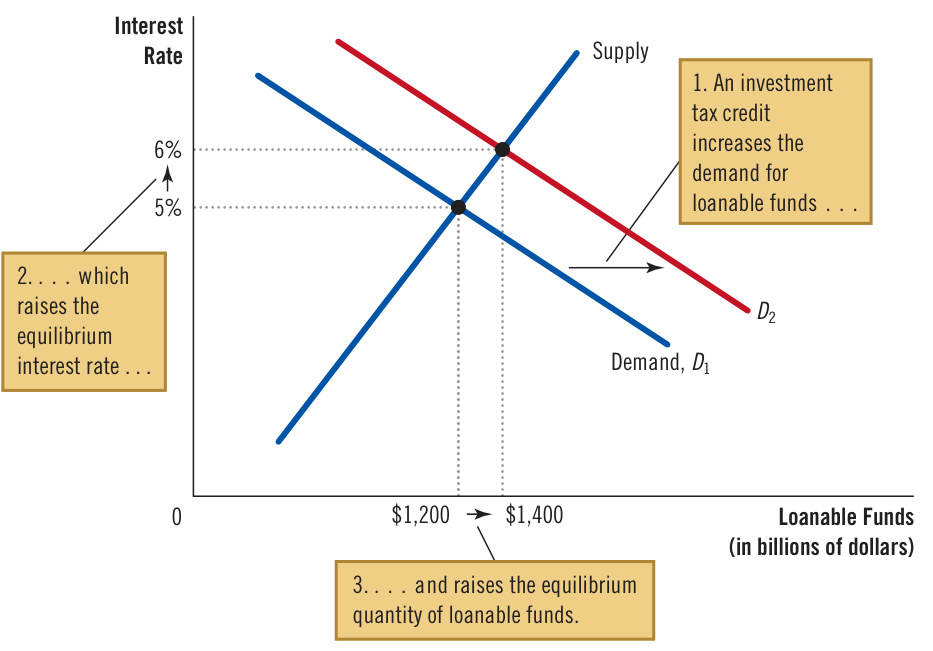 Interest
Rate
Supply
1. An investment
tax credit
increases the
demand for
loanable funds . . .
6%
5%
2. . . . which
raises the
equilibrium
interest rate . . .
D2
Demand, D1
0
$1,200
$1,400
Loanable Funds
(in billions of dollars)
3. . . . and raises the equilibrium
quantity of loanable funds.